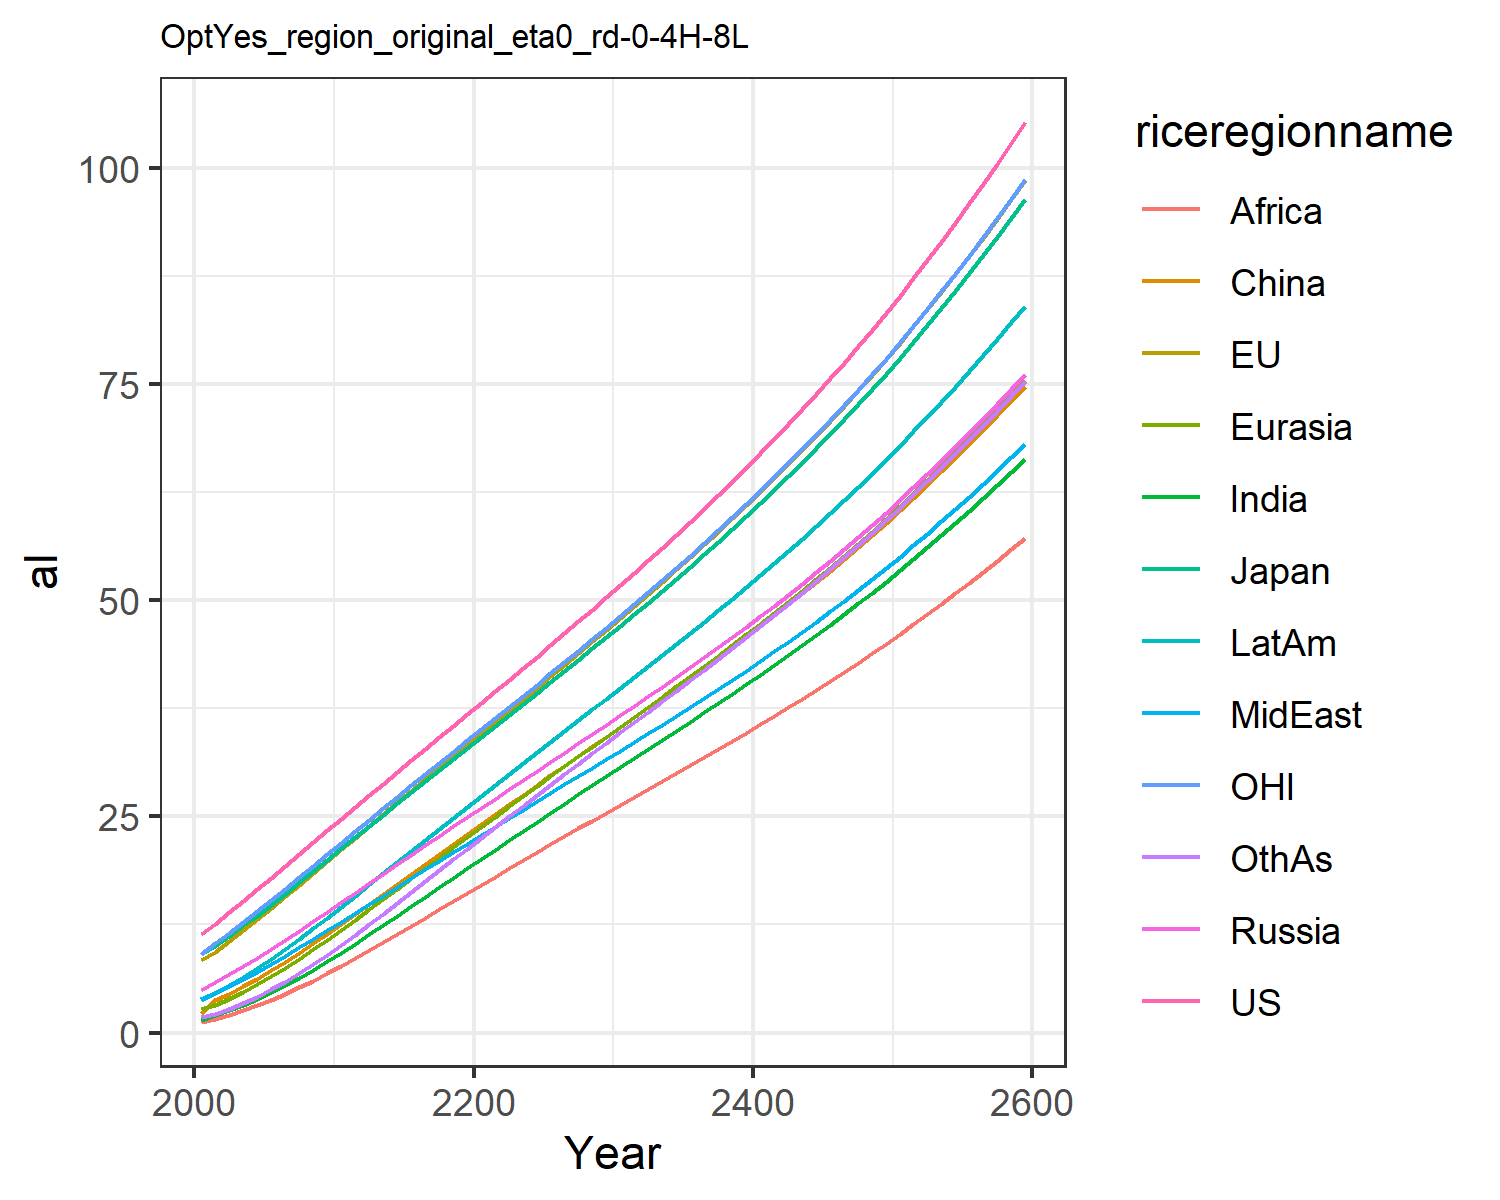 OptYes_region_original_eta0_rd-0-4H-8L
al
100
75
50
25
0
2000
2200
2400
2600
Year
riceregionname
Africa
China
EU
Eurasia
India
Japan
LatAm
MidEast
OHI
OthAs
Russia
US